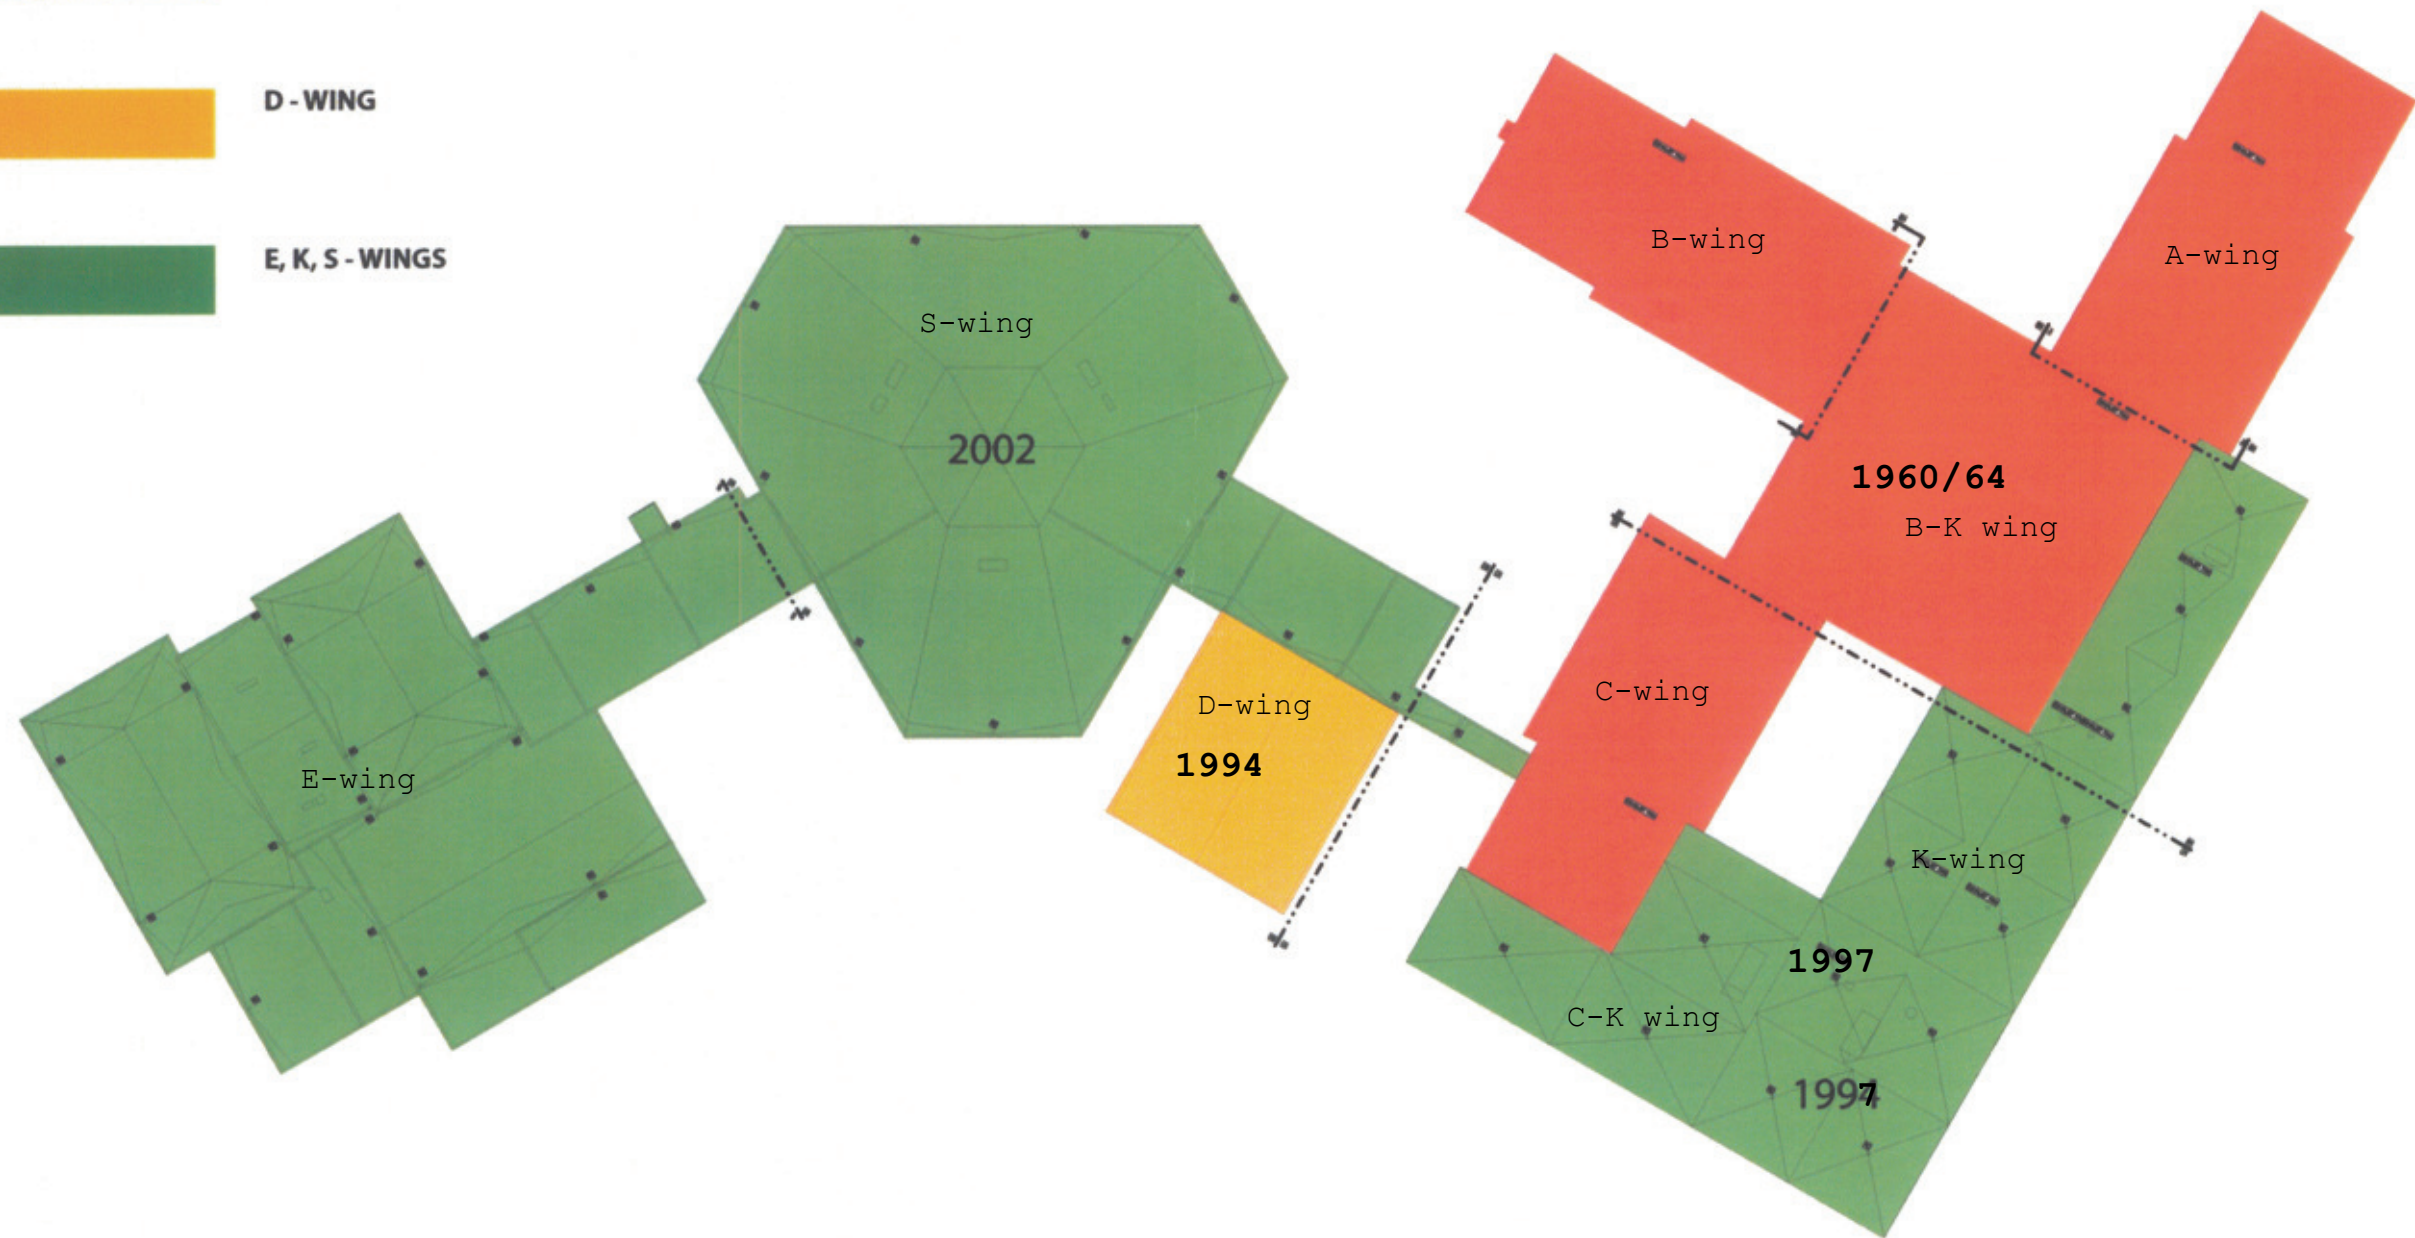 D - WING
E, K, S - WINGS
B-wing
A-wing
S-wing
2002
1960/64
B-K wing
C-wing
D-wing
1994
E-wing
K-wing
1997
C-K wing
1997